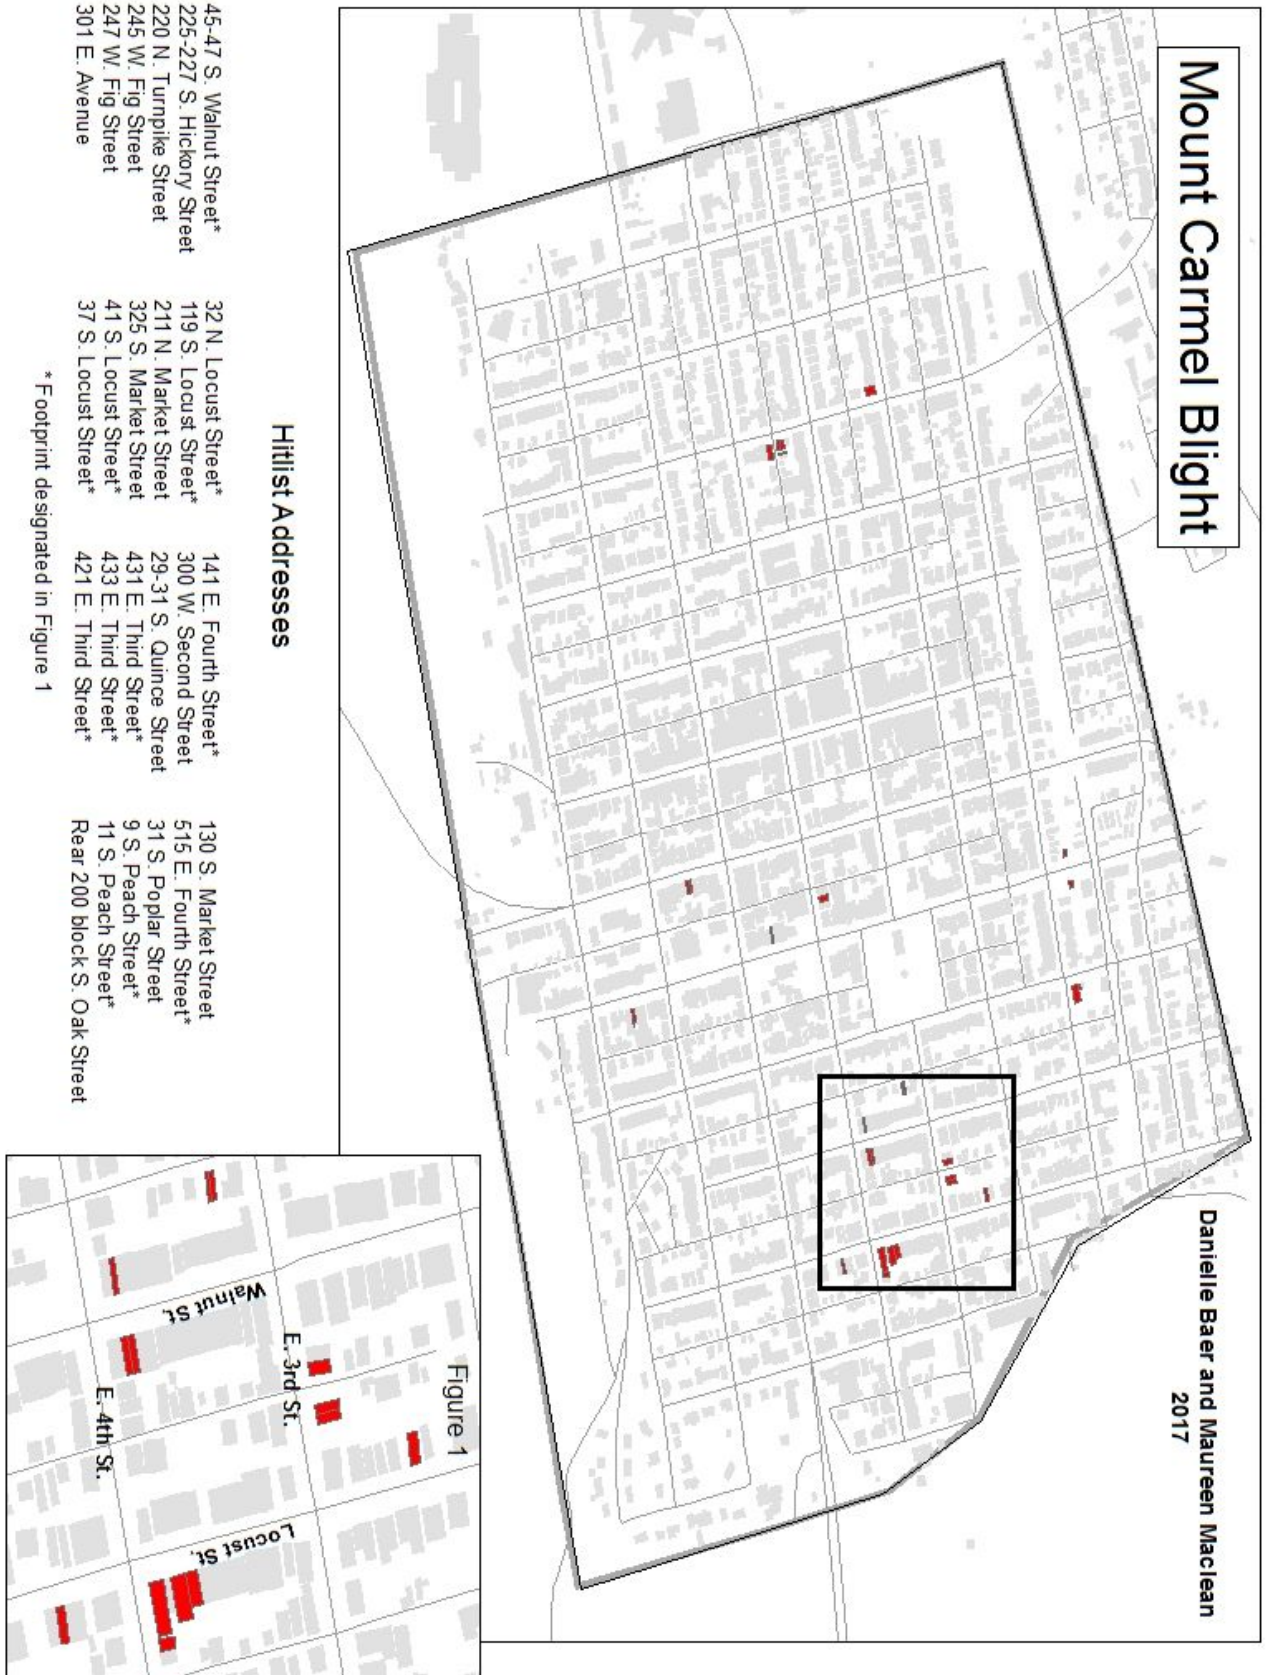 Mount Carmel Blight
Danielle Baer and Maureen Maclean
2017
Hitlist Addresses
45-47 S. Walnut Street*
225-227 S. Hickory Street
220 N. Turnpike Street
245 W. Fig Street
247 W. Fig Street
301 E. Avenue
32 N. Locust Street*
119 S. Locust Street*
211 N. Market Street
325 S. Market Street
41 S. Locust Street*
37 S. Locust Street*
141 E. Fourth Street*
300 W. Second Street
29-31 S. Quince Street
431 E. Third Street*
433 E. Third Street*
421 E. Third Street*
130 S. Market Street
515 E. Fourth Street*
31 S. Poplar Street
9 S. Peach Street*
11 S. Peach Street*
Rear 200 block S. Oak Street
* Footprint designated in Figure 1
Figure 1
E. 3rd St.
Walnut St.
E. 4th St.
Locust St.